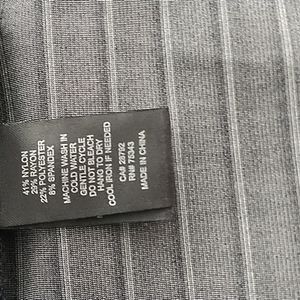 41% NYLON
29% RAYON
22% POLYESTER
8% SPANDEX
MACHINE WASH IN
COLD WATER
GENTLE CYCLE
DO NOT BLEACH
HANG TO DRY
COOL IRON IF NEEDED
CA# 28792
RN# 75343
MADE IN CHINA